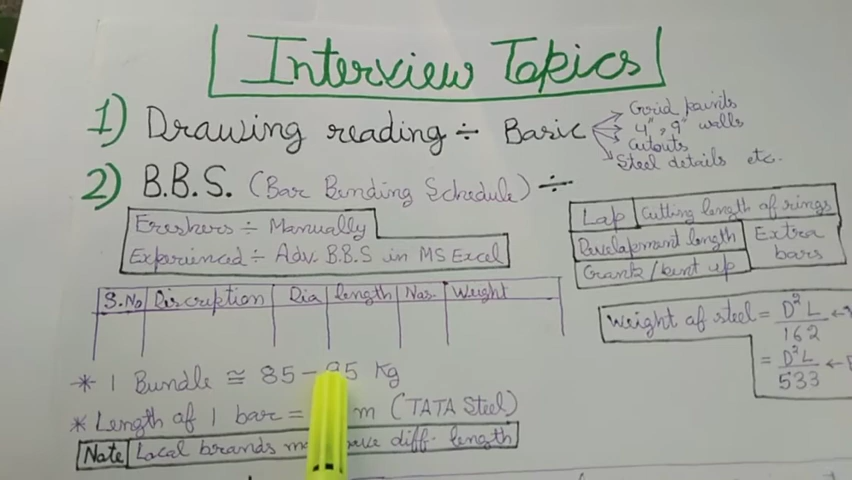 Interview Topics
1) Drawing reading ÷ Basic
Grid points
4", 9" walls
Cutouts
Steel details etc.
2) B.B.S. (Bar Bending Schedule) ÷
Freshers ÷ Manually
Experienced ÷ Adv. B.B.S in MS Excel
Lap Cutting length of rings
Development length Extra bars
Crank/bent up
S.No Discreption Dia length Nos. Weight
Weight of steel = D²L/162
= D²L/533
* 1 Bundle ≅ 85 - 95 Kg
* Length of 1 bar = m (TATA Steel)
Note Local brands may have diff. length